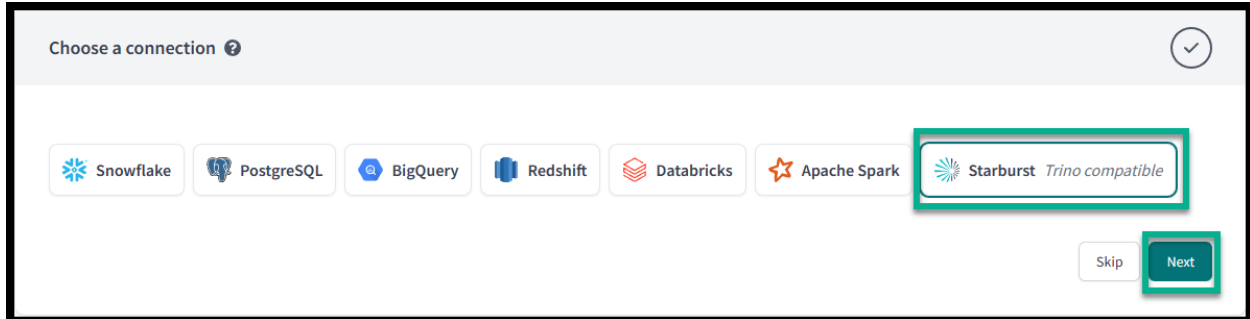 Choose a connection ?
Snowflake PostgreSQL BigQuery Redshift Databricks Apache Spark Starburst Trino compatible
Skip Next